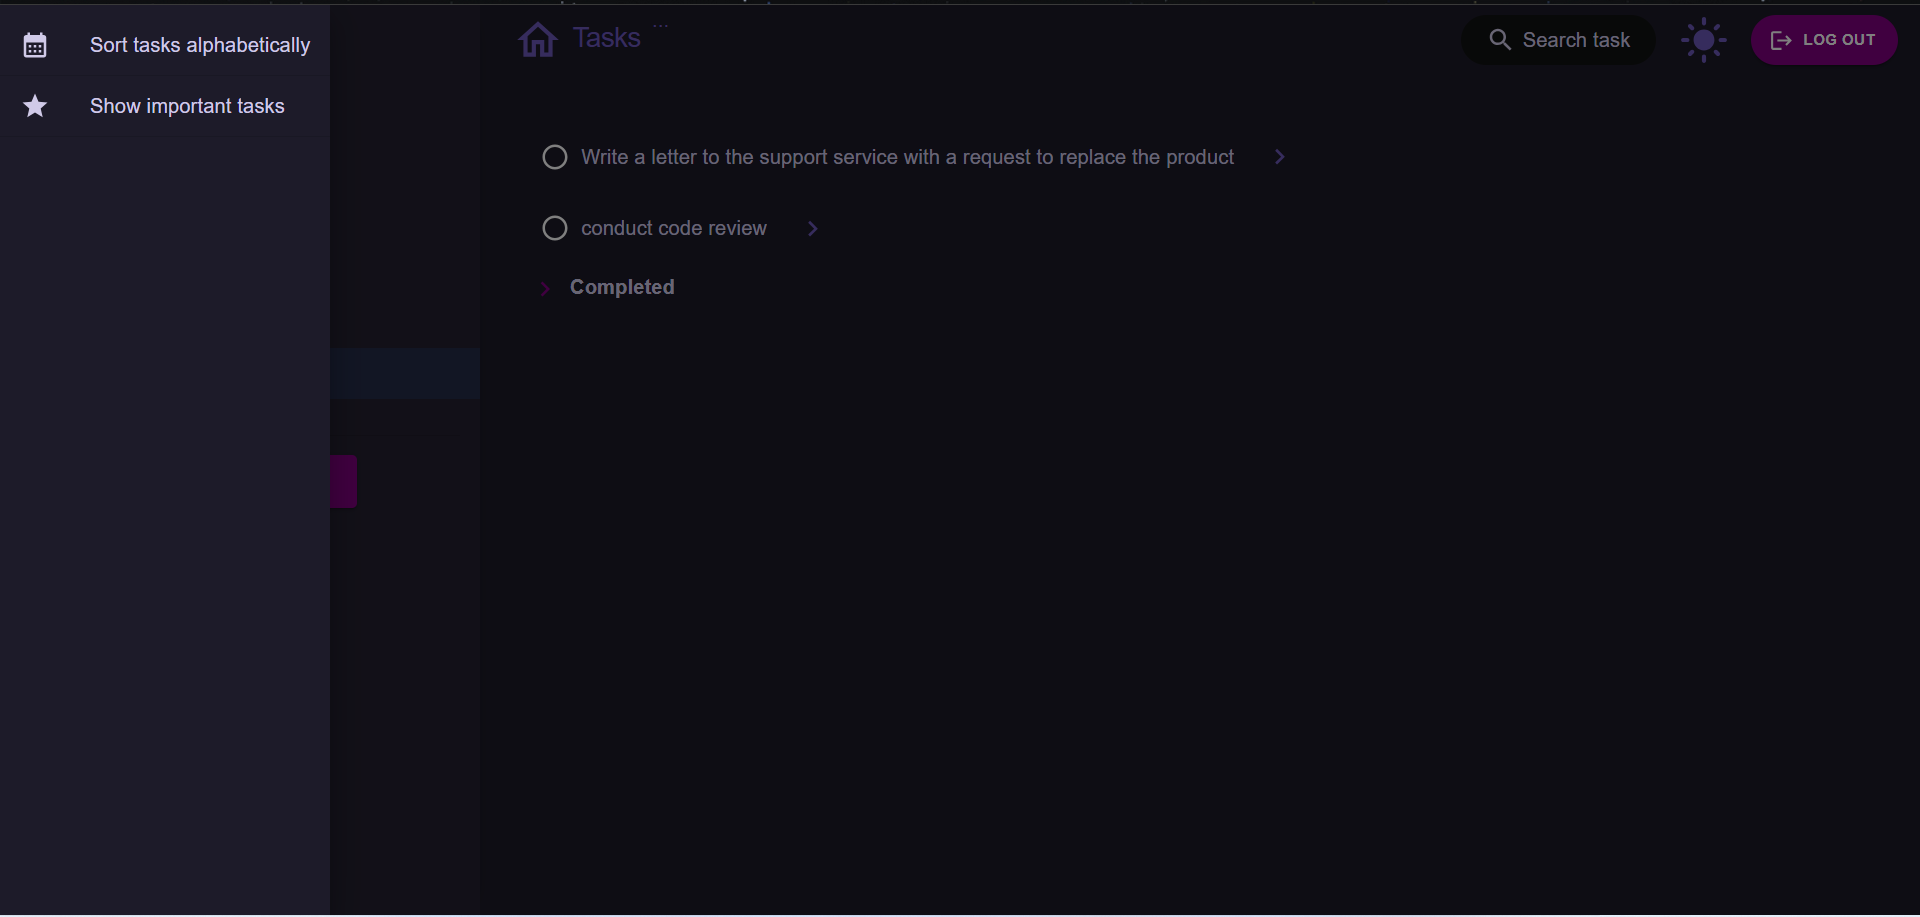 Sort tasks alphabetically
Show important tasks
Tasks ...
Search task
LOG OUT
Write a letter to the support service with a request to replace the product
conduct code review
Completed